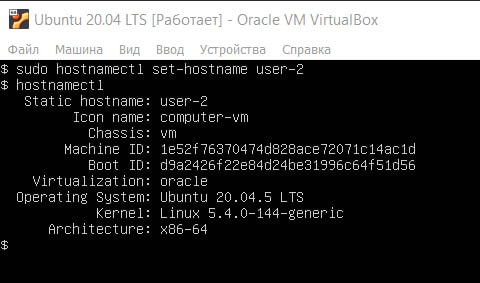 Ubuntu 20.04 LTS [Работает] - Oracle VM VirtualBox
Файл Машина Вид Ввод Устройства Справка
$ sudo hostnamectl set-hostname user-2
$ hostnamectl
Static hostname: user-2
Icon name: computer-vm
Chassis: vm
Machine ID: 1e52f76370474d828ace72071c14ac1d
Boot ID: d9a2426f22e84d24be31996c64f51d56
Virtualization: oracle
Operating System: Ubuntu 20.04.5 LTS
Kernel: Linux 5.4.0-144-generic
Architecture: x86-64
$